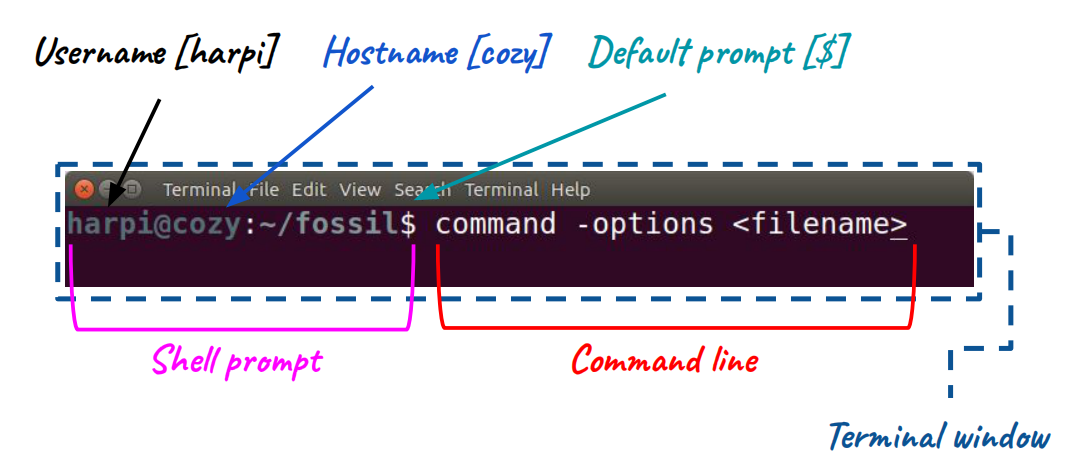 Username [harpi] Hostname [cozy] Default prompt [$]
Terminal File Edit View Search Terminal Help
harpi@cozy:~/fossil$ command -options <filename>
Shell prompt Command line
Terminal window